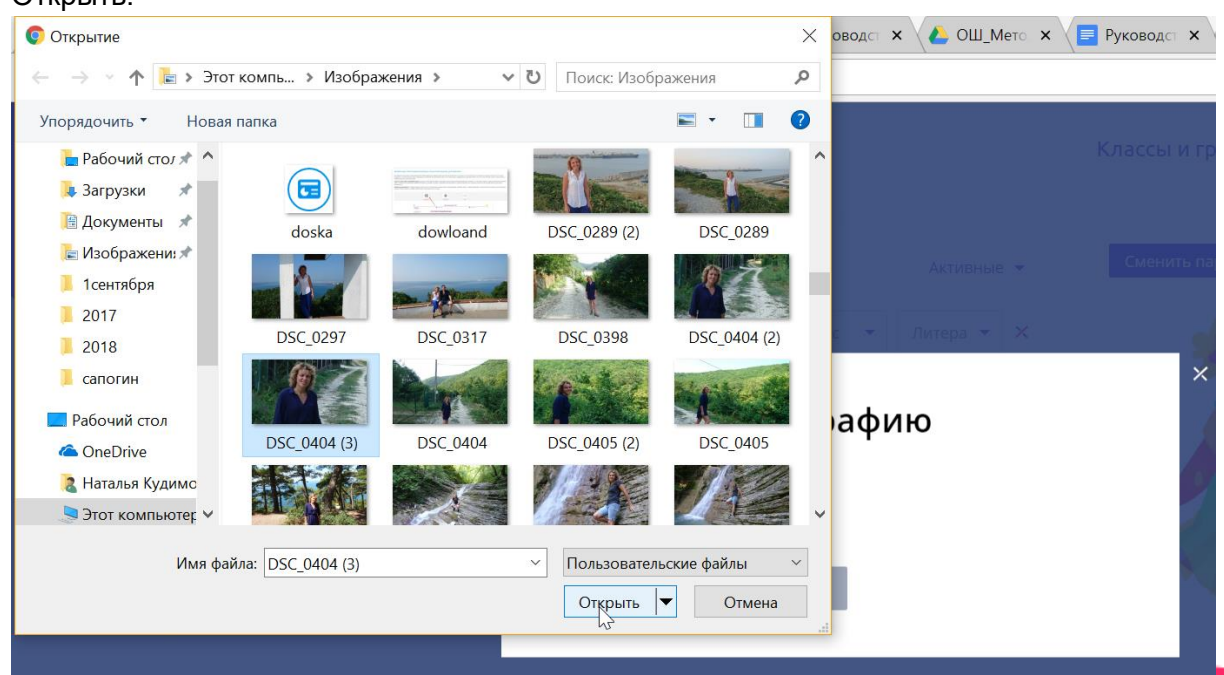 Открыть.
Открытие
оводст
ОШ_Мето
Руководст
Этот компь... > Изображения >
Поиск: Изображения
Упорядочить
Новая папка
Классы и гр
Рабочий стол
Загрузки
Документы
Изображени
1сентября
2017
2018
сапогин
Рабочий стол
OneDrive
Наталья Кудимо
Этот компьютер
doska
dowloand
DSC_0289 (2)
DSC_0289
Активные
Сменить па
DSC_0297
DSC_0317
DSC_0398
DSC_0404 (2)
с
Литера
DSC_0404 (3)
DSC_0404
DSC_0405 (2)
DSC_0405
рафию
Имя файла: DSC_0404 (3)
Пользовательские файлы
Открыть
Отмена